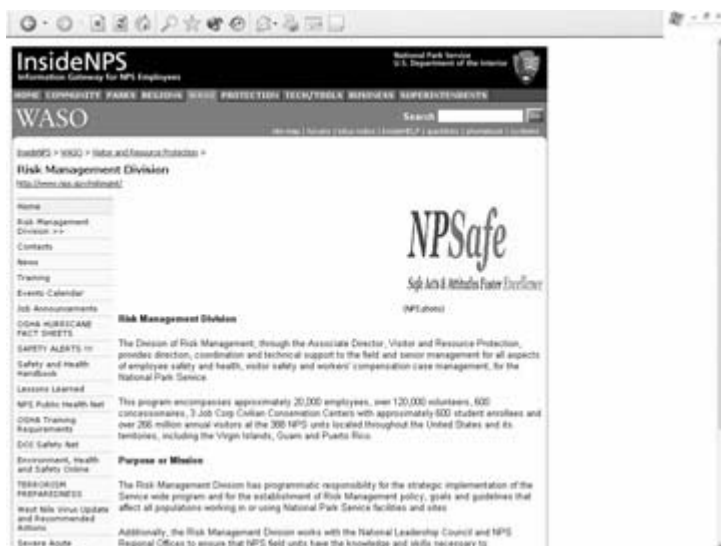 InsideNPS
Information Gateway for NPS Employees
National Park Service
U.S. Department of the Interior
HOME COMMUNITY PARKS REGIONS WASO PROTECTION TECH/TOOLS BUSINESS SUPERINTENDENTS
WASO
Search
InsideNPS > WASO > Visitor and Resource Protection >
Risk Management Division
Home
Risk Management
Division >>
Contacts
News
Training
Events Calendar
Job Announcements
OSHA HURRICANE
FACT SHEETS
SAFETY ALERTS !!!
Safety and Health
Handbook
Lessons Learned
NPS Public Health Net
OSHA Training
Requirements
DOI Safety Net
Environment, Health
and Safety Online
TERRORISM
PREPAREDNESS
West Nile Virus Update
and Recommended
Actions
Severe Acute
NPSafe
Safe Acts & Attitudes Foster Excellence
(NPS photo)
Risk Management Division
The Division of Risk Management, through the Associate Director, Visitor and Resource Protection,
provides direction, coordination and technical support to the field and senior management for all aspects
of employee safety and health, visitor safety and workers' compensation case management, for the
National Park Service.
This program encompasses approximately 20,000 employees, over 120,000 volunteers, 600
concessionaires, 3 Job Corp Civilian Conservation Centers with approximately 600 student enrollees and
over 266 million annual visitors at the 388 NPS units located throughout the United States and its
territories, including the Virgin Islands, Guam and Puerto Rico.
Purpose or Mission
The Risk Management Division has programmatic responsibility for the strategic implementation of the
Service wide program and for the establishment of Risk Management policy, goals and guidelines that
affect all populations working in or using National Park Service facilities and sites.
Additionally, the Risk Management Division works with the National Leadership Council and NPS
Regional Offices to ensure that NPS field units have the knowledge and skills necessary to